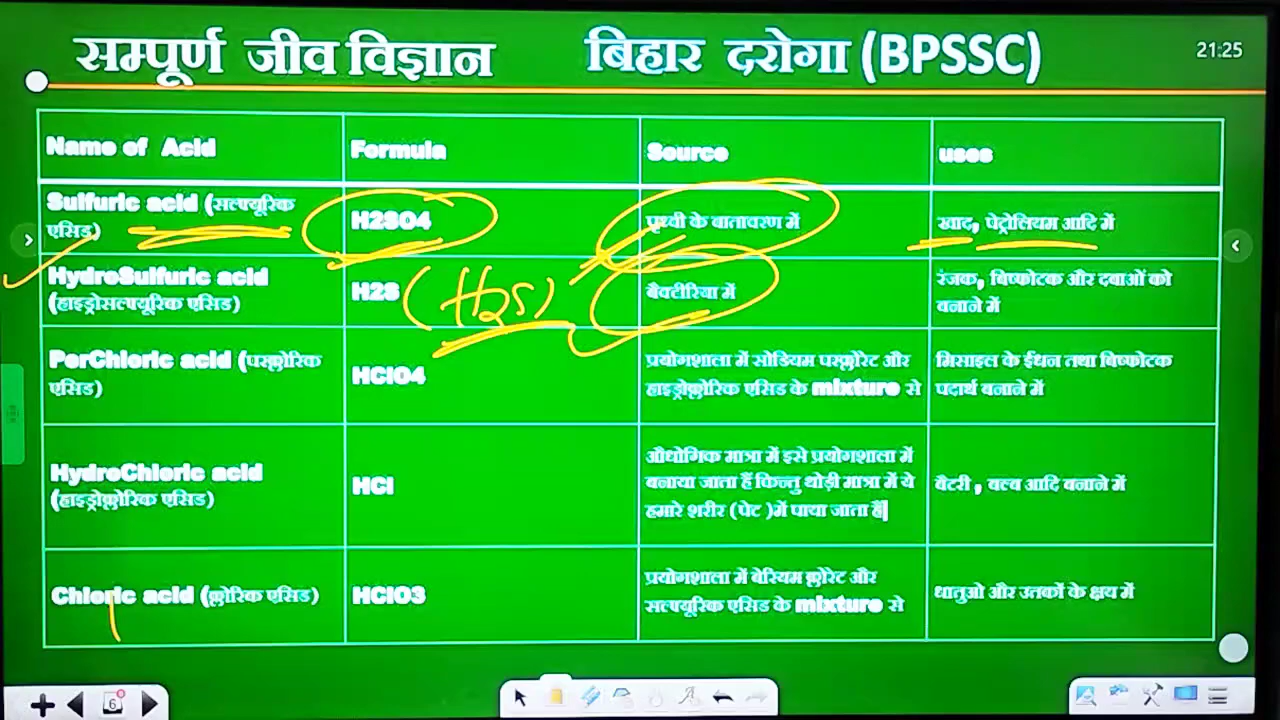 सम्पूर्ण जीव विज्ञान बिहार दरोगा (BPSSC)
21:25
Name of Acid Formula Source uses
Sulfuric acid (सल्फ्यूरिक
एसिड)
H2SO4
पृथ्वी के वातावरण में
खाद, पेट्रोलियम आदि में
HydroSulfuric acid
(हाइड्रोसल्फ्यूरिक एसिड)
H2S
(H2S)
बैक्टीरिया में
रंजक, विष्फोटक और दवाओं को
बनाने में
PerChloric acid (परक्लोरिक
एसिड)
HClO4
प्रयोगशाला में सोडियम परक्लोरेट और
हाइड्रोक्लोरिक एसिड के mixture से
मिसाइल के ईंधन तथा विष्फोटक
पदार्थ बनाने में
HydroChloric acid
(हाइड्रोक्लोरिक एसिड)
HCl
औधोगिक मात्रा में इसे प्रयोगशाला में
बनाया जाता हैं किन्तु थोड़ी मात्रा में ये
हमारे शरीर (पेट )में पाया जाता हैं|
बैटरी , वल्व आदि बनाने में
Chloric acid (क्लोरिक एसिड)
HClO3
प्रयोगशाला में बेरियम क्लोरेट और
सल्फ्यूरिक एसिड के mixture से
धातुओ और उतकों के क्षय में
6